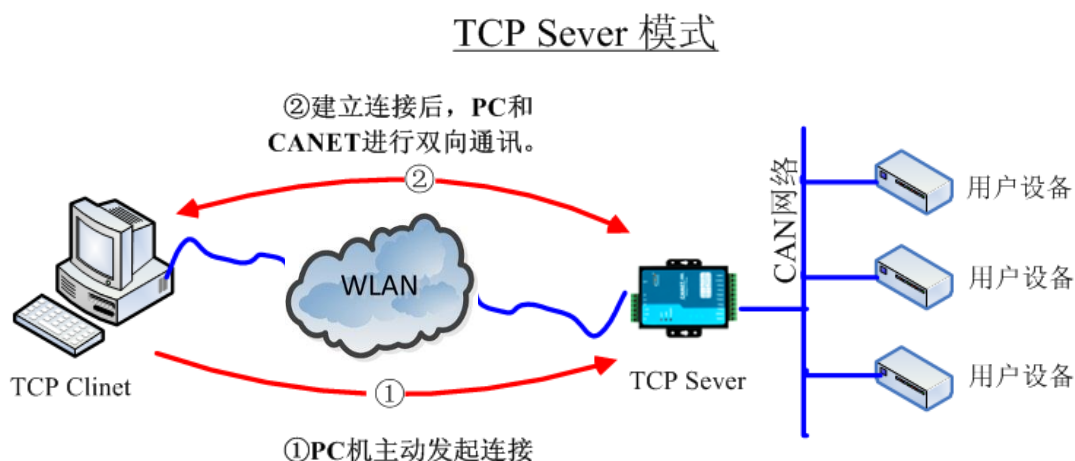 TCP Sever 模式
②建立连接后，PC和
CANET进行双向通讯。
②
CAN网络
用户设备
WLAN
用户设备
TCP Clinet
①
TCP Sever
用户设备
①PC机主动发起连接